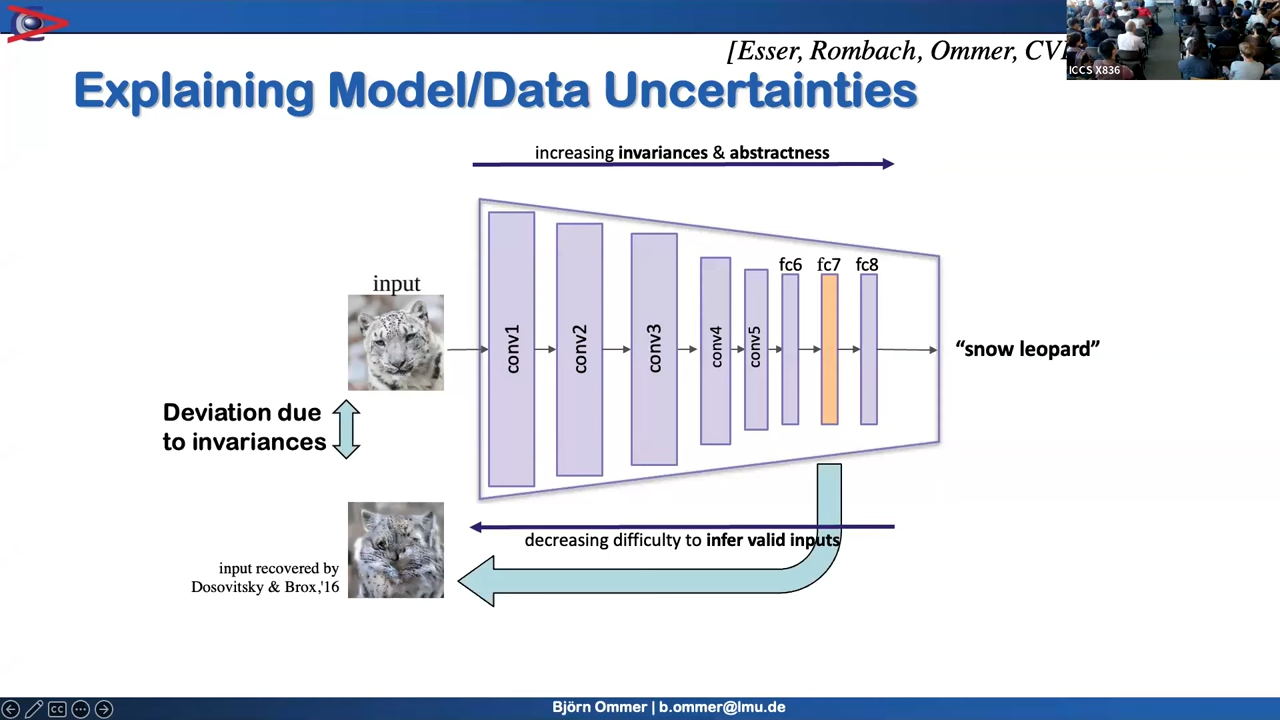 [Esser, Rombach, Ommer, CV
ICCS X836
Explaining Model/Data Uncertainties
increasing invariances & abstractness
fc6 fc7 fc8
input
conv1
conv2
conv3
conv4
conv5
“snow leopard”
Deviation due
to invariances
decreasing difficulty to infer valid inputs
input recovered by
Dosovitsky & Brox,'16
CC
Björn Ommer | b.ommer@lmu.de